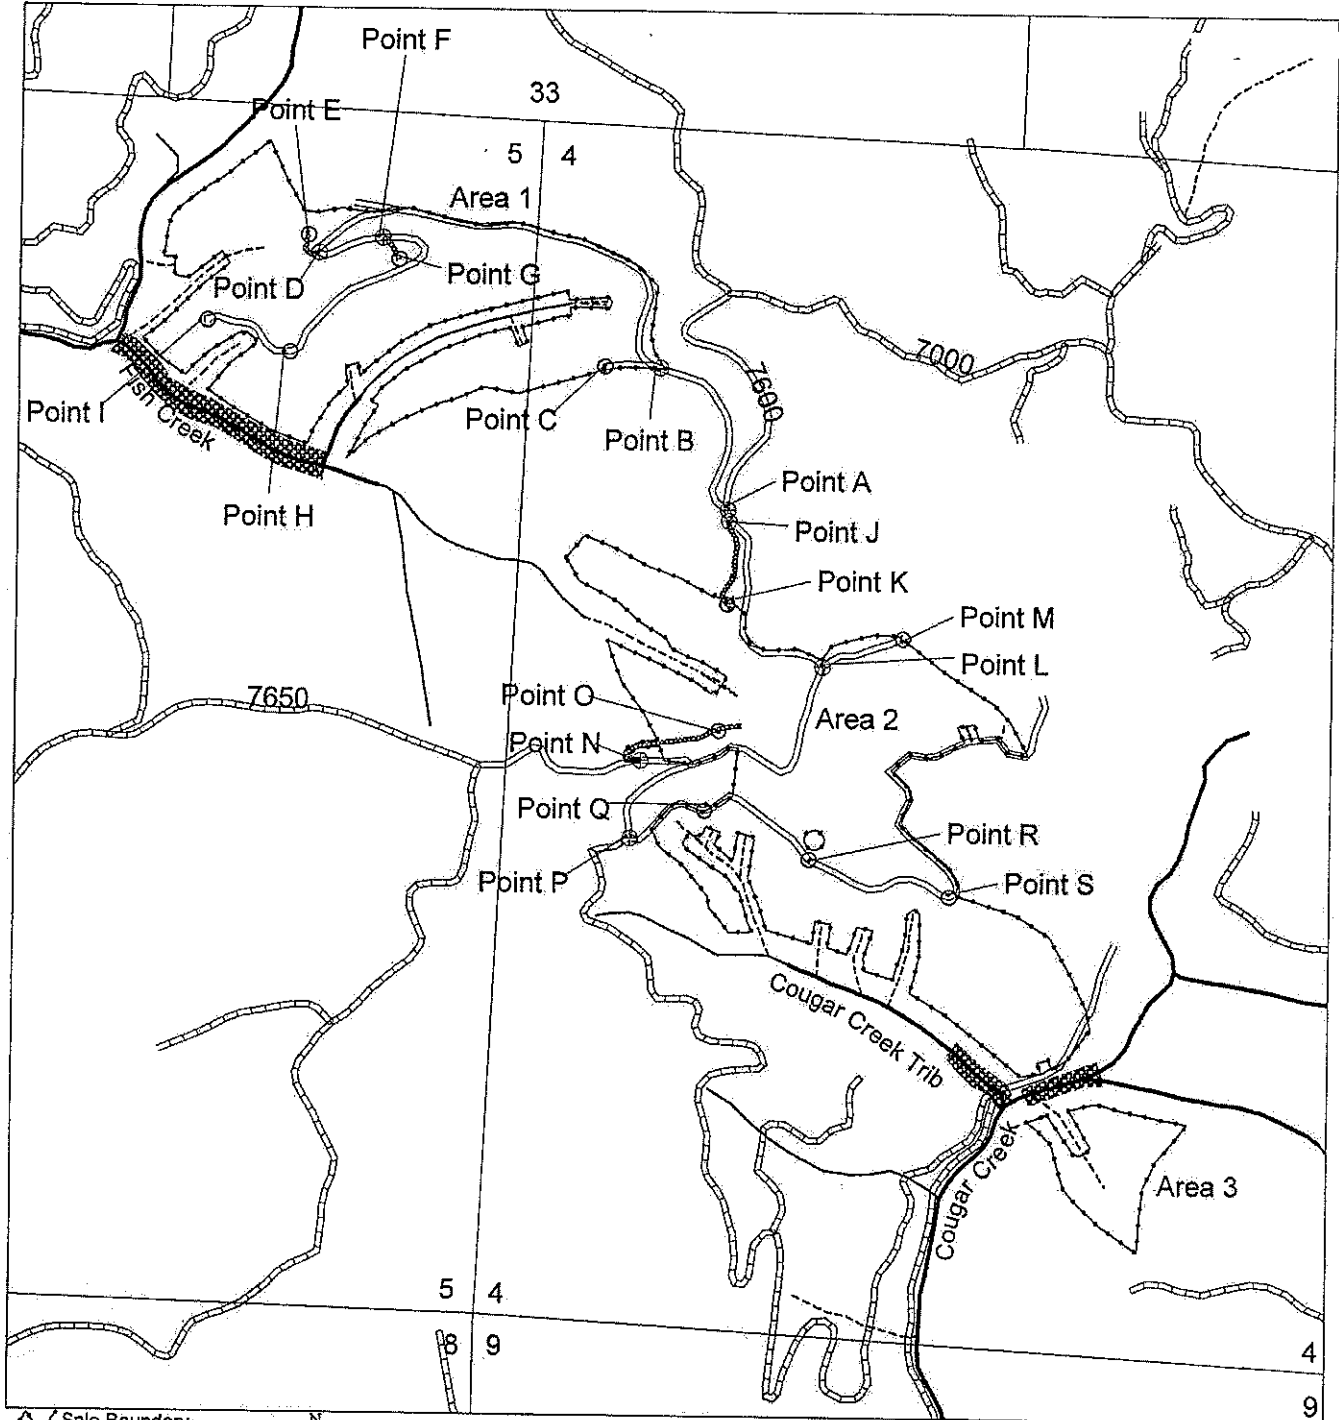 Point F
33
Point E
5 4
Area 1
Point G
Point D
7000
7600
Point I
Fish Creek
Point C
Point B
Point A
Point H
Point J
Point K
Point M
Point L
7650
Point O
Area 2
Point N
Point Q
Point R
Point P
Point S
Cougar Creek Trib
Cougar Creek
Area 3
5 4
8 9
4
9
Sale Boundary
N